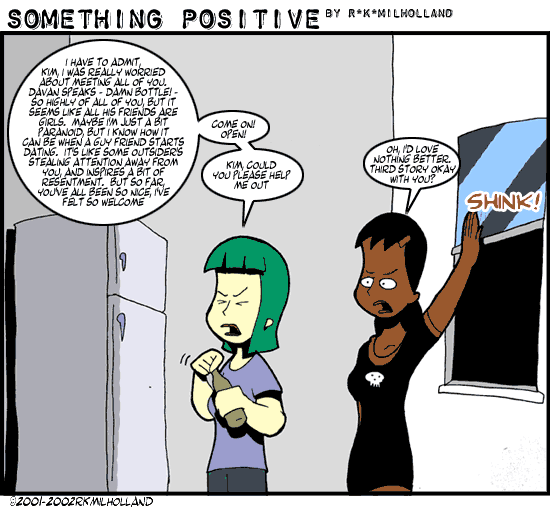 SOMETHING POSITIVE BY R*K*MILHOLLAND
I HAVE TO ADMIT,
KIM, I WAS REALLY WORRIED
ABOUT MEETING ALL OF YOU.
DAVAN SPEAKS - DAMN BOTTLE! -
SO HIGHLY OF ALL OF YOU, BUT IT
SEEMS LIKE ALL HIS FRIENDS ARE
GIRLS. MAYBE I'M JUST A BIT
PARANOID, BUT I KNOW HOW IT
CAN BE WHEN A GUY FRIEND STARTS
DATING. IT'S LIKE SOME OUTSIDER'S
STEALING ATTENTION AWAY FROM
YOU, AND INSPIRES A BIT OF
RESENTMENT. BUT SO FAR,
YOU'VE ALL BEEN SO NICE, I'VE
FELT SO WELCOME
COME ON!
OPEN!
KIM, COULD
YOU PLEASE HELP
ME OUT
OH, I'D LOVE
NOTHING BETTER.
THIRD STORY OKAY
WITH YOU?
SHINK!
©2001-2002RKMILHOLLAND